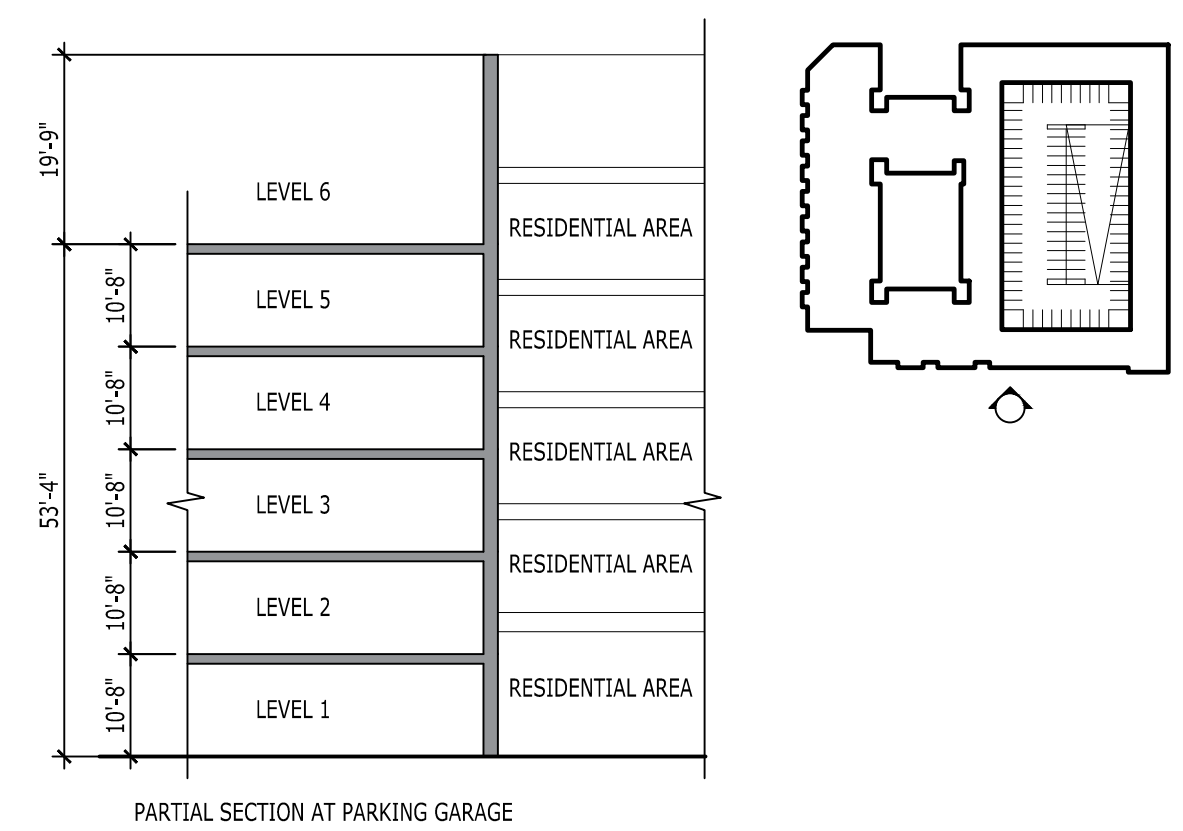 19'-9"
LEVEL 6
RESIDENTIAL AREA
10'-8"
LEVEL 5
RESIDENTIAL AREA
10'-8"
LEVEL 4
RESIDENTIAL AREA
53'-4"
10'-8"
LEVEL 3
RESIDENTIAL AREA
10'-8"
LEVEL 2
RESIDENTIAL AREA
10'-8"
LEVEL 1
PARTIAL SECTION AT PARKING GARAGE